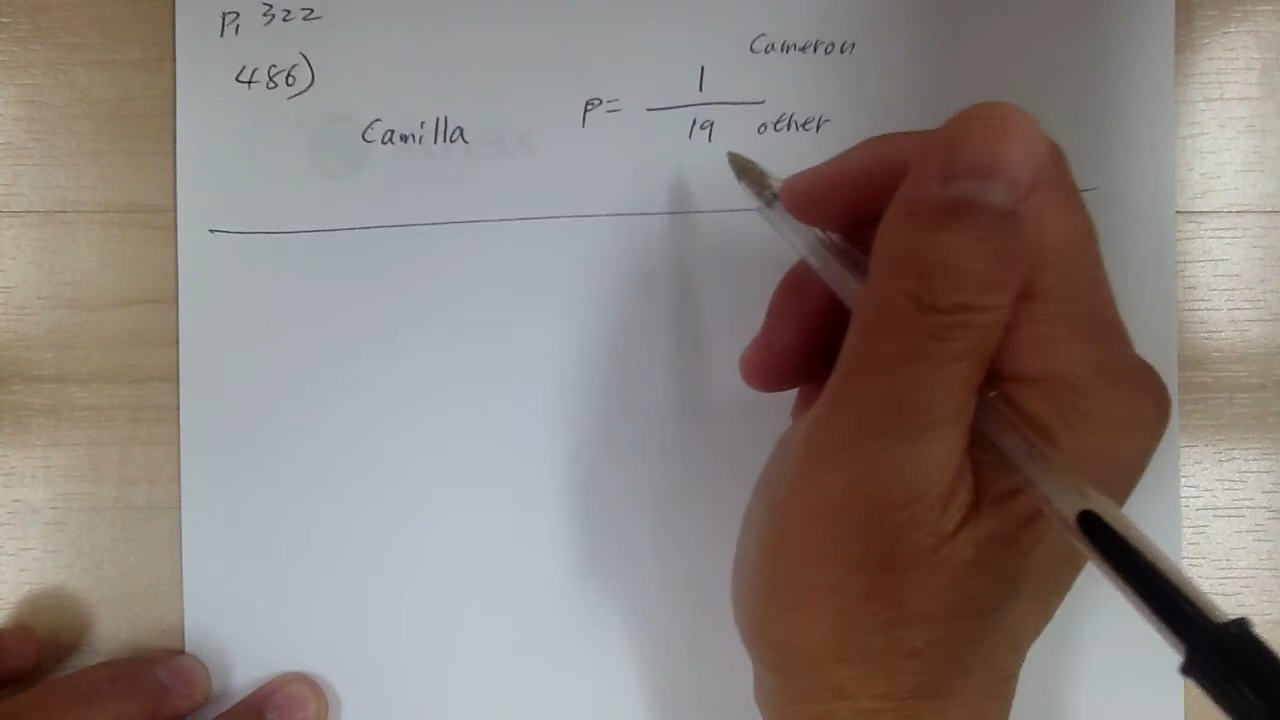 P. 322
486)
Camilla
p = 1/19
Cameron
other